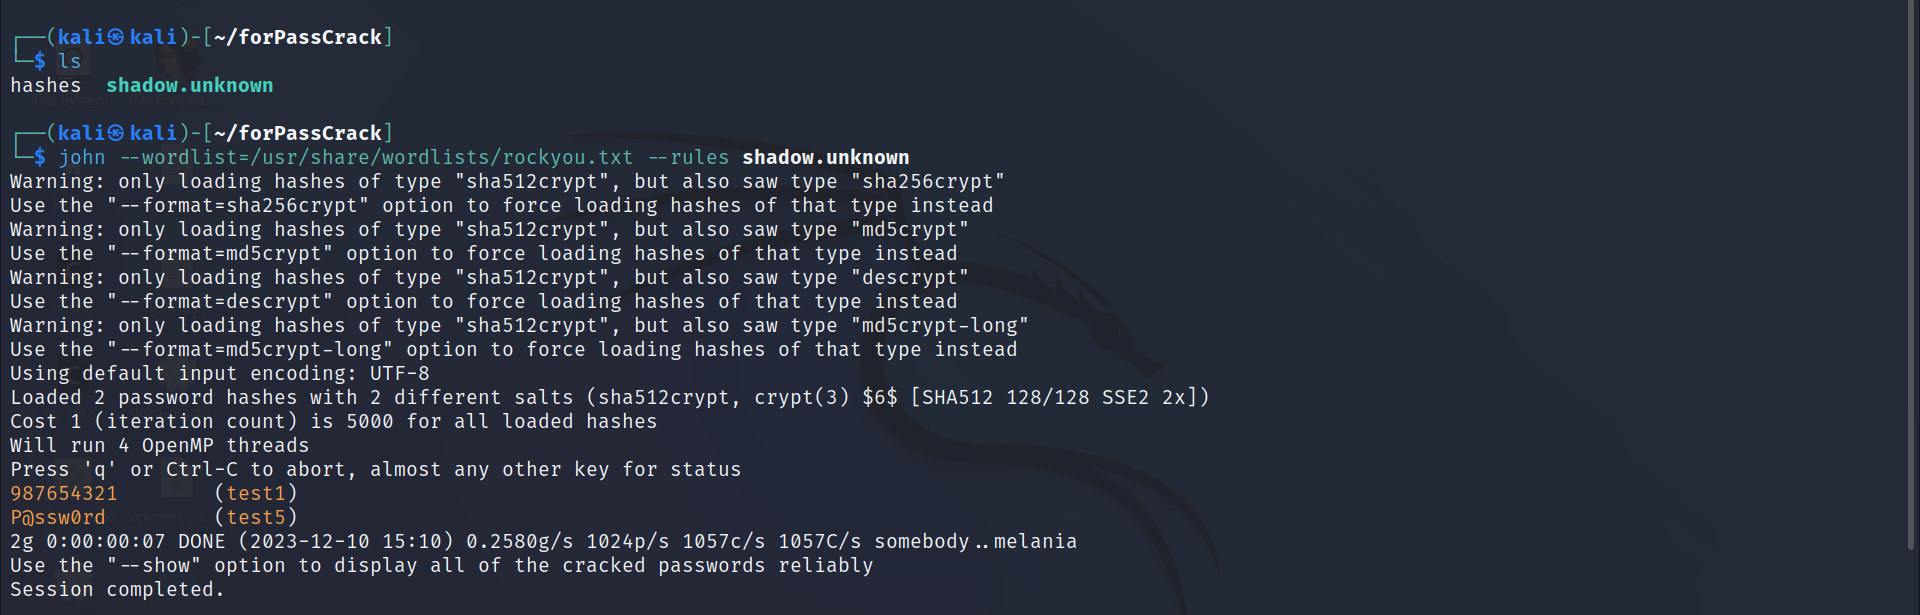 ┌──(kali㉿kali)-[~/forPassCrack]
└─$ ls
hashes  shadow.unknown
┌──(kali㉿kali)-[~/forPassCrack]
└─$ john --wordlist=/usr/share/wordlists/rockyou.txt --rules shadow.unknown
Warning: only loading hashes of type "sha512crypt", but also saw type "sha256crypt"
Use the "--format=sha256crypt" option to force loading hashes of that type instead
Warning: only loading hashes of type "sha512crypt", but also saw type "md5crypt"
Use the "--format=md5crypt" option to force loading hashes of that type instead
Warning: only loading hashes of type "sha512crypt", but also saw type "descrypt"
Use the "--format=descrypt" option to force loading hashes of that type instead
Warning: only loading hashes of type "sha512crypt", but also saw type "md5crypt-long"
Use the "--format=md5crypt-long" option to force loading hashes of that type instead
Using default input encoding: UTF-8
Loaded 2 password hashes with 2 different salts (sha512crypt, crypt(3) $6$ [SHA512 128/128 SSE2 2x])
Cost 1 (iteration count) is 5000 for all loaded hashes
Will run 4 OpenMP threads
Press 'q' or Ctrl-C to abort, almost any other key for status
987654321        (test1)
P@ssw0rd         (test5)
2g 0:00:00:07 DONE (2023-12-10 15:10) 0.2580g/s 1024p/s 1057c/s 1057C/s somebody..melania
Use the "--show" option to display all of the cracked passwords reliably
Session completed.